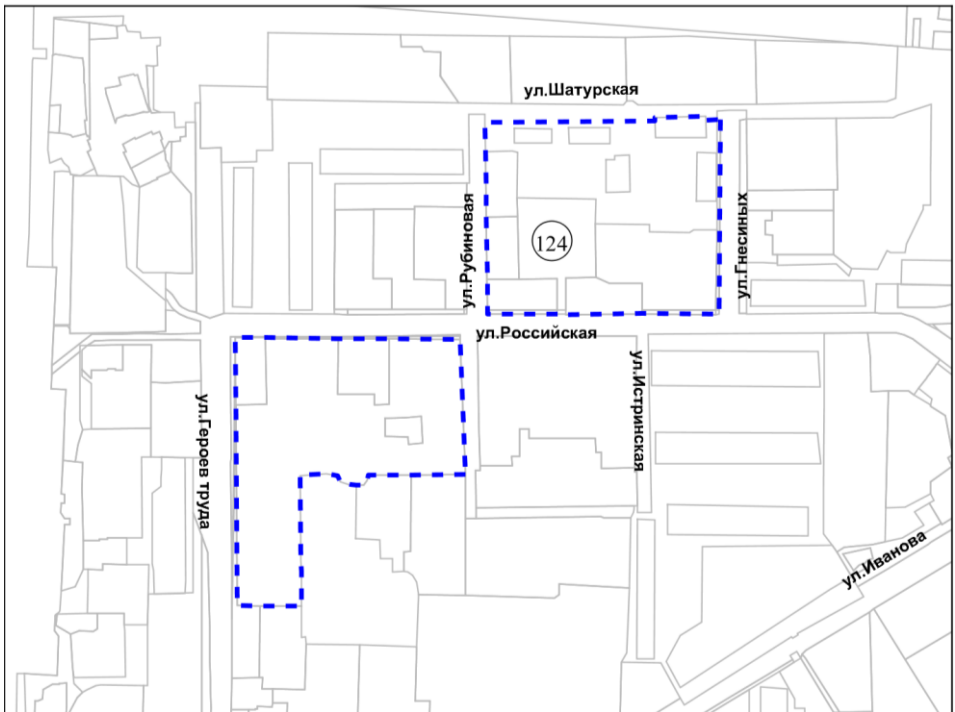 ул.Шатурская
ул.Рубиновая
124
ул.Гнесиных
ул.Российская
ул.Истринская
ул.Героев труда
ул.Иванова